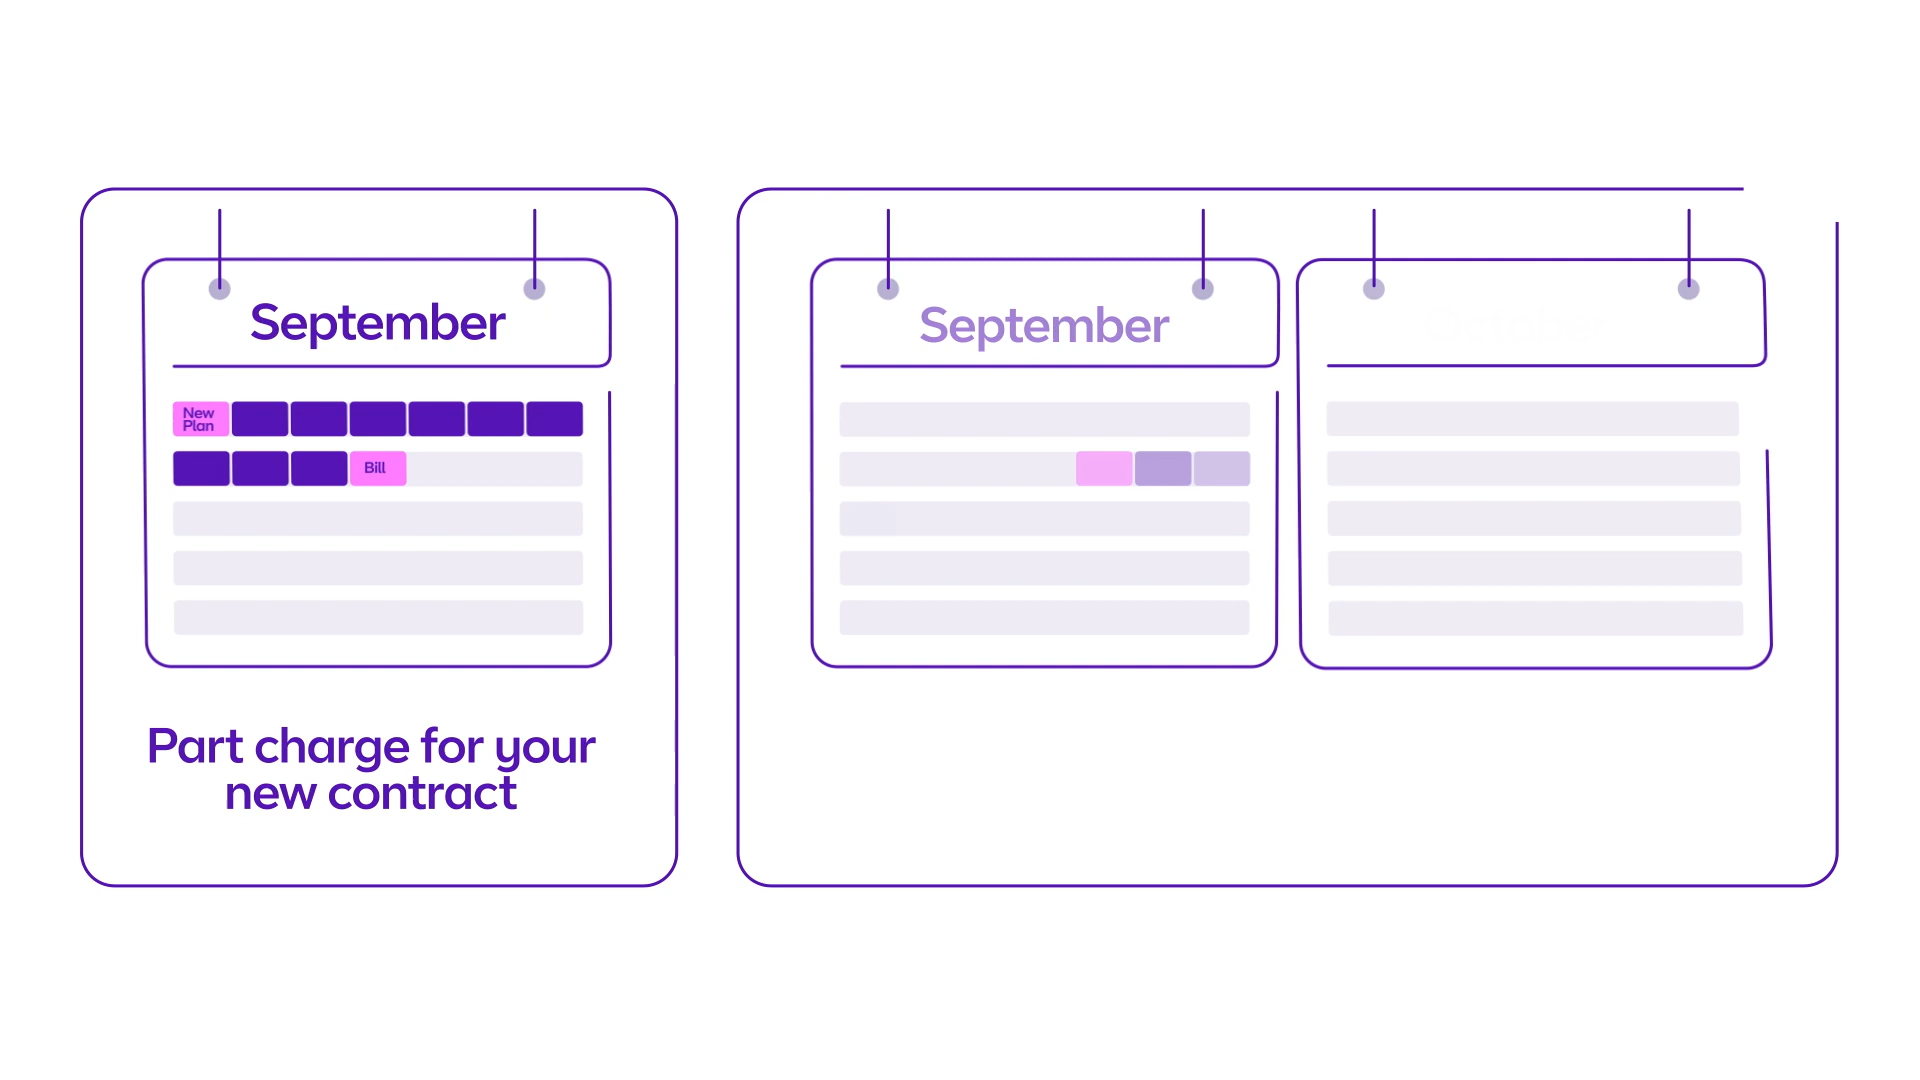 September
New
Plan
Bill
Part charge for your
new contract
September